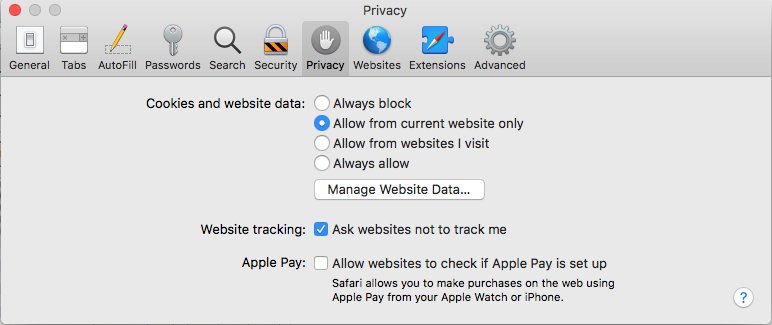 Privacy
General Tabs AutoFill Passwords Search Security Privacy Websites Extensions Advanced
Cookies and website data: Always block
Allow from current website only
Allow from websites I visit
Always allow
Manage Website Data...
Website tracking: Ask websites not to track me
Apple Pay: Allow websites to check if Apple Pay is set up
Safari allows you to make purchases on the web using
Apple Pay from your Apple Watch or iPhone.
?